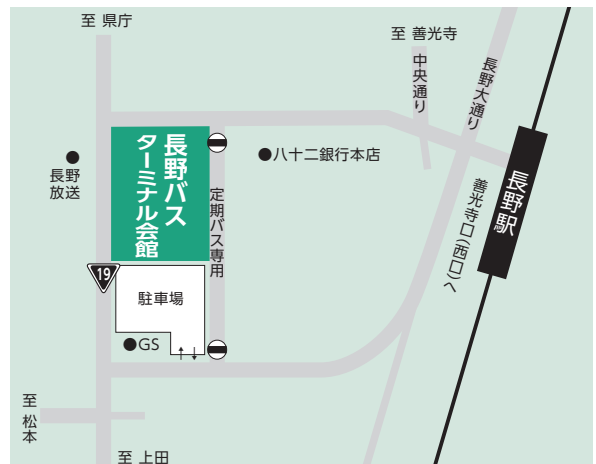 至 県庁
至 善光寺
中央通り
長野大通り
長野駅
善光寺口(西口)へ
長野バス
ターミナル会館
定期バス専用
●八十二銀行本店
●
長野
放送
19
駐車場
●GS
至
松本
至 上田